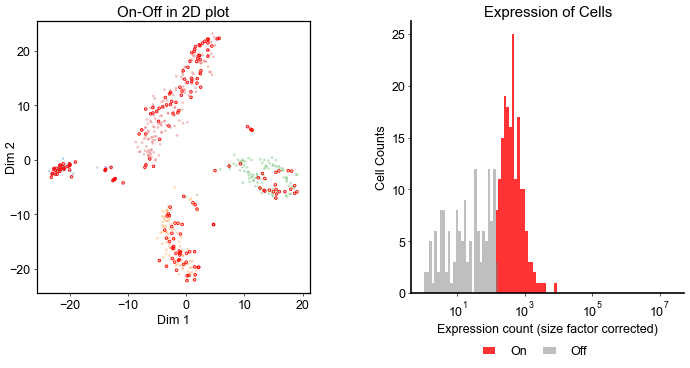 On-Off in 2D plot
Dim 2
20
10
0
−10
−20
−20 −10 0 10 20
Dim 1
Expression of Cells
Cell Counts
25
20
15
10
5
0
10^1 10^3 10^5 10^7
Expression count (size factor corrected)
On Off